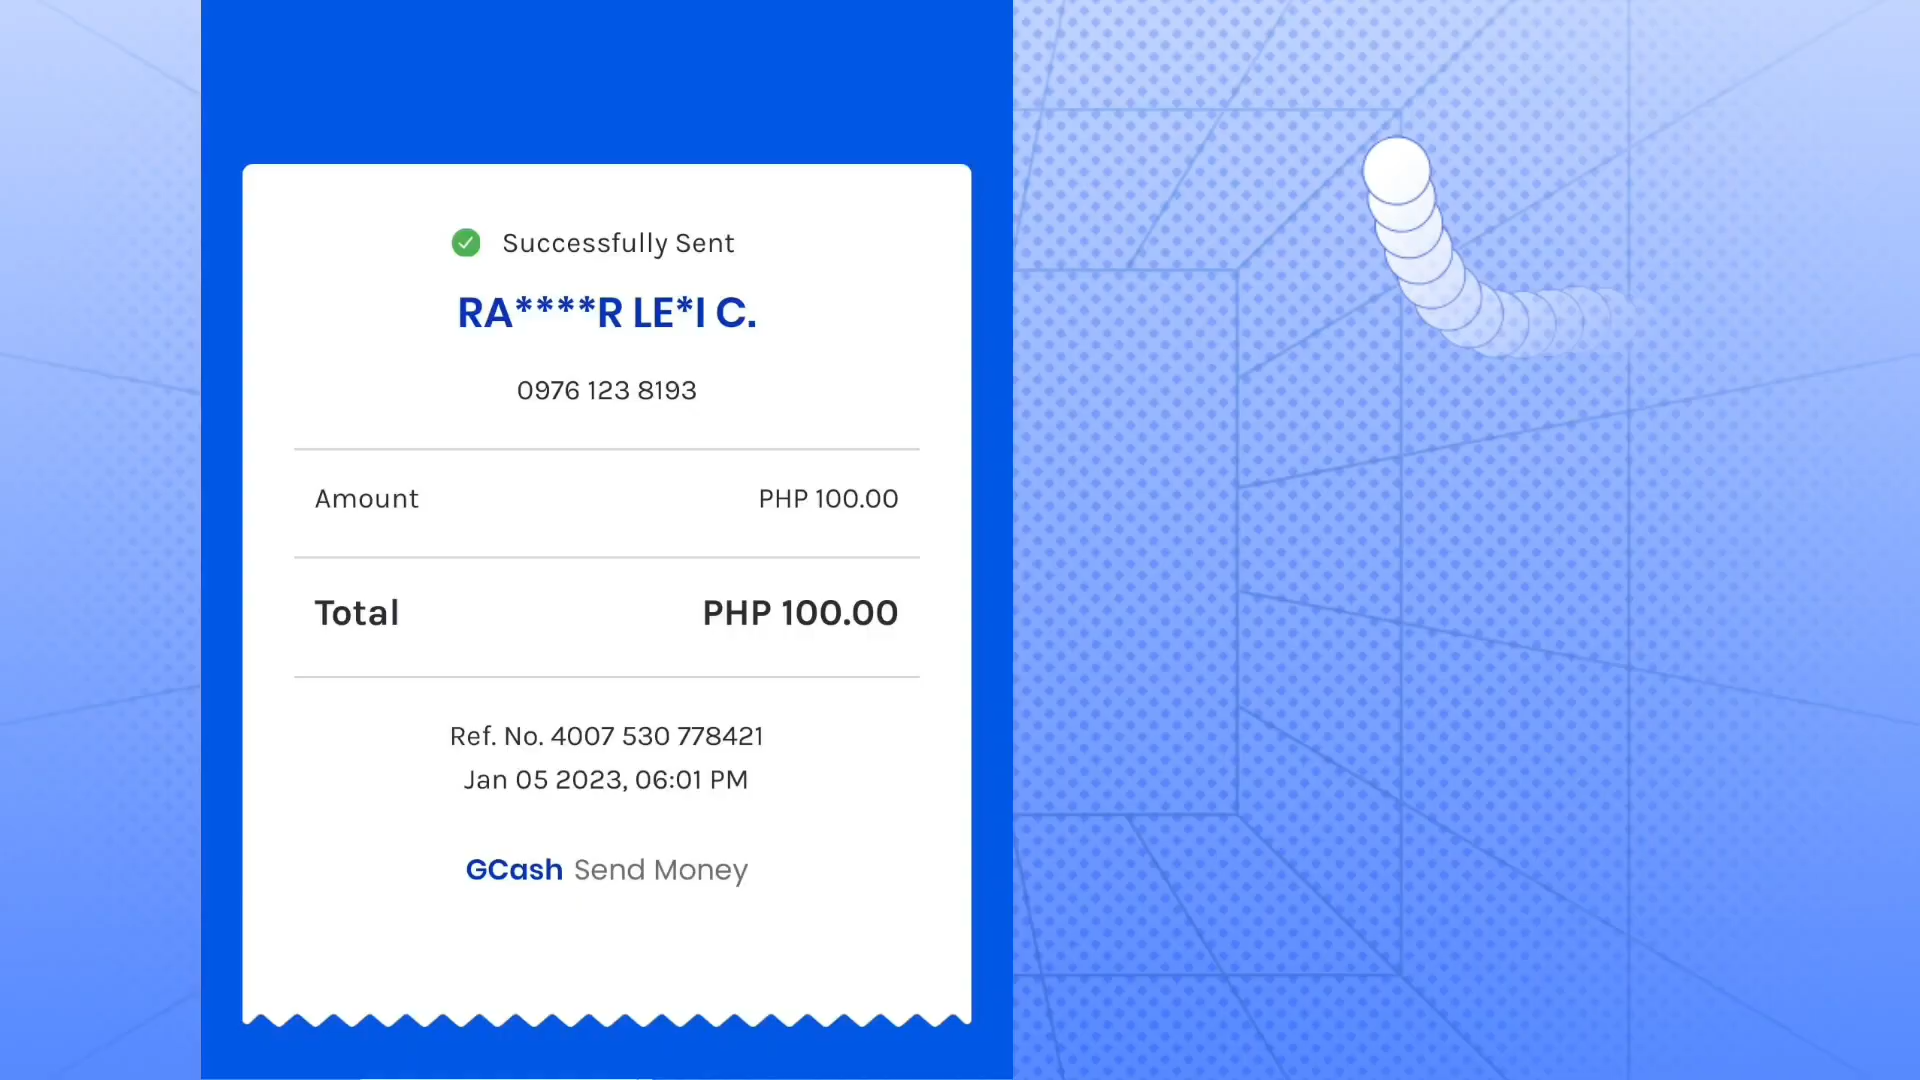 Successfully Sent
RA****R LE*I C.
0976 123 8193
Amount PHP 100.00
Total PHP 100.00
Ref. No. 4007 530 778421
Jan 05 2023, 06:01 PM
GCash Send Money